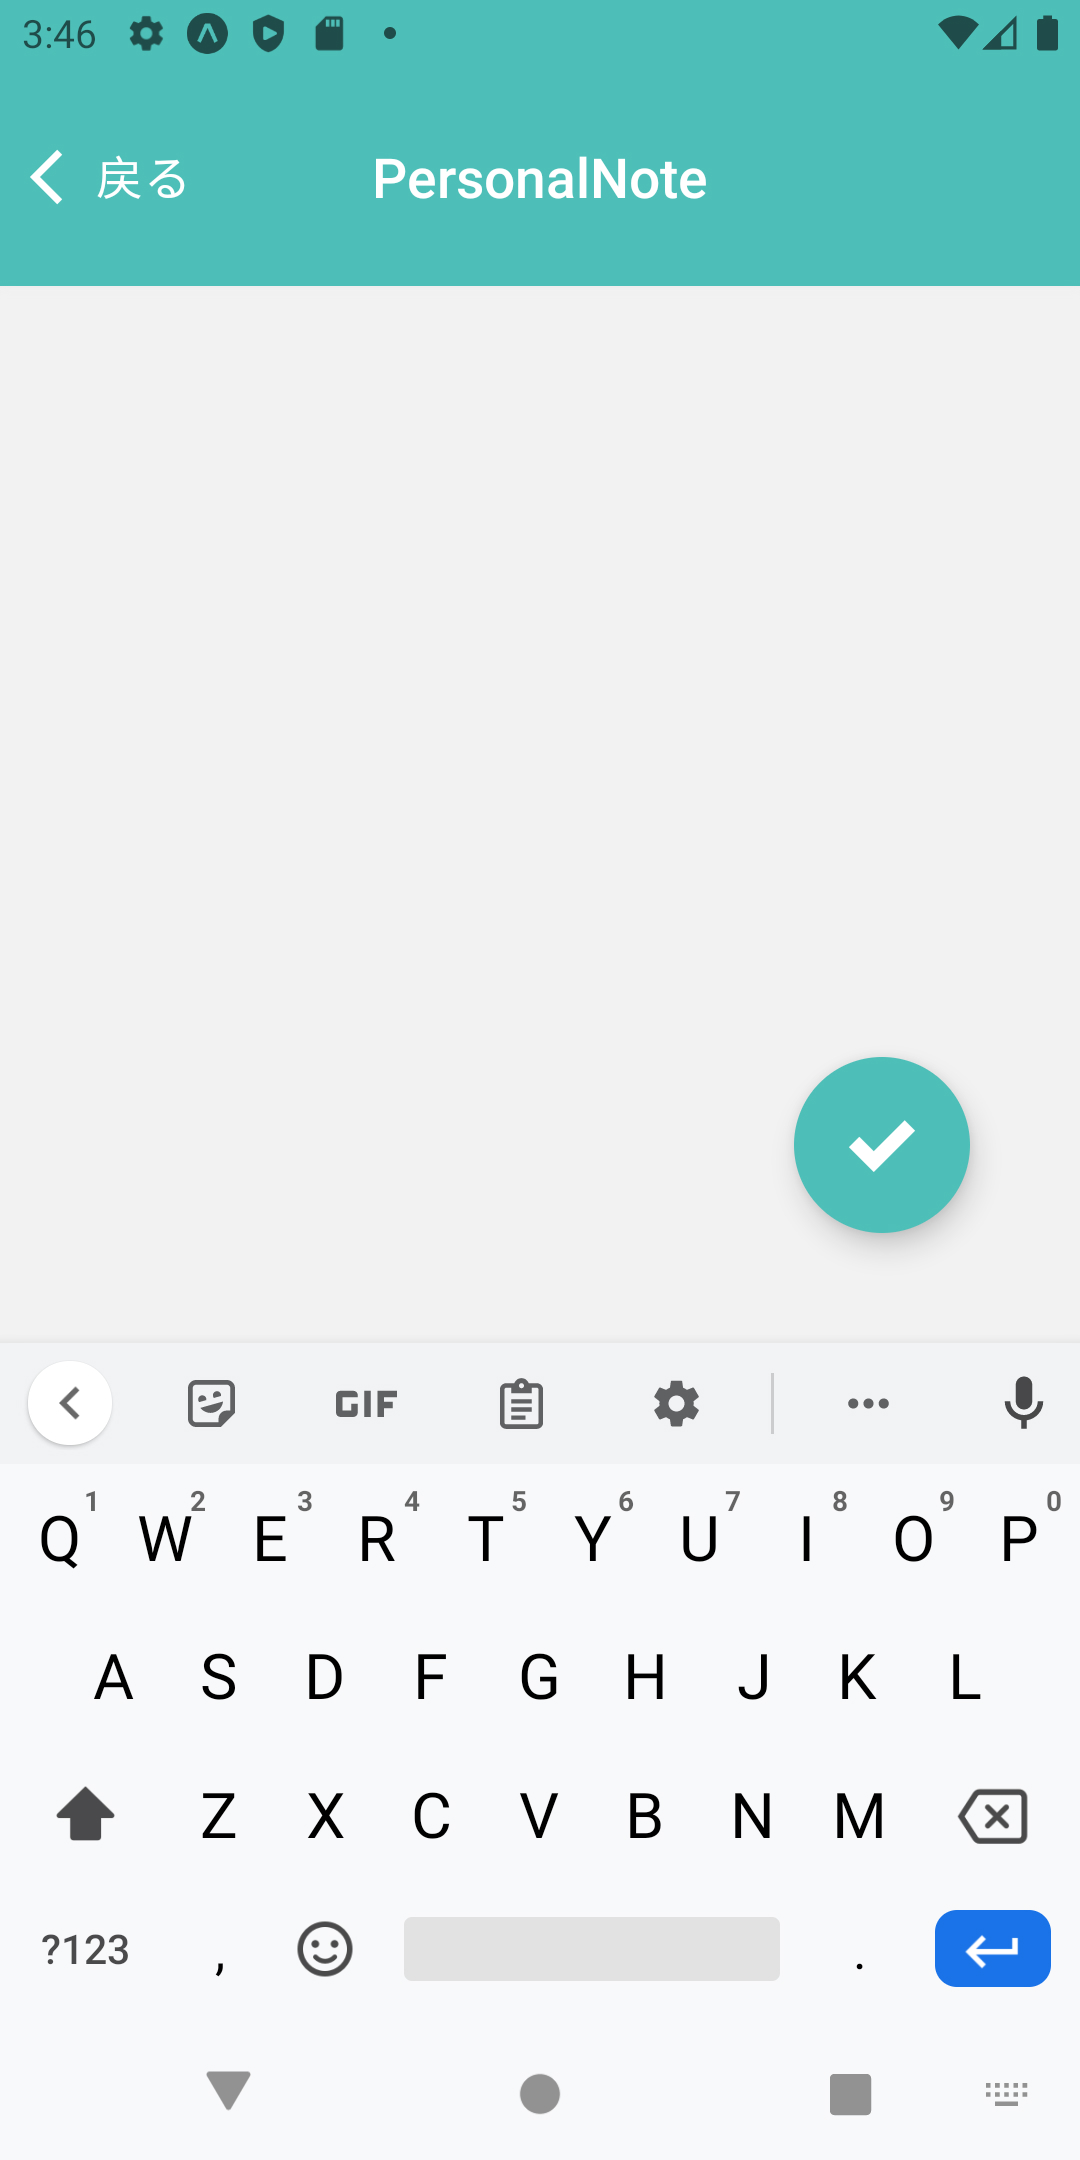 3:46
戻る PersonalNote
GIF
1 2 3 4 5 6 7 8 9 0
Q W E R T Y U I O P
A S D F G H J K L
Z X C V B N M
?123 , .